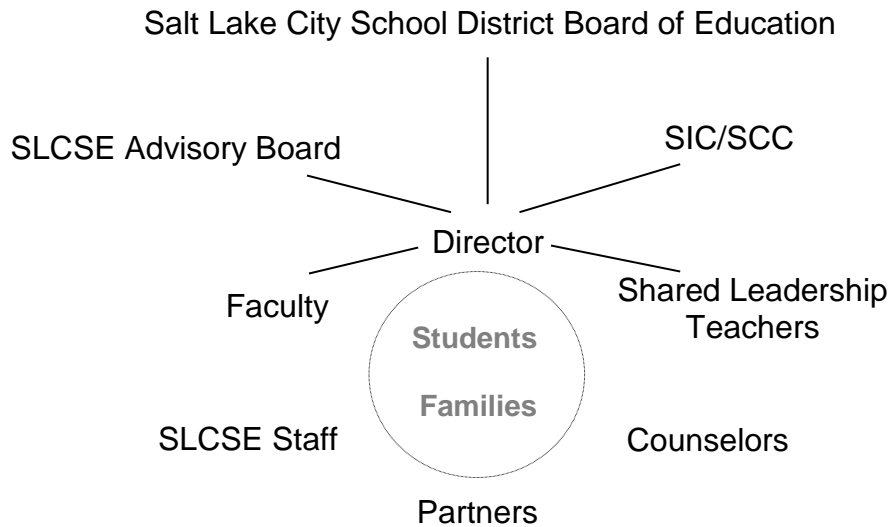 Salt Lake City School District Board of Education
SLCSE Advisory Board
SIC/SCC
Director
Faculty
Shared Leadership
Teachers
Students
Families
SLCSE Staff
Counselors
Partners